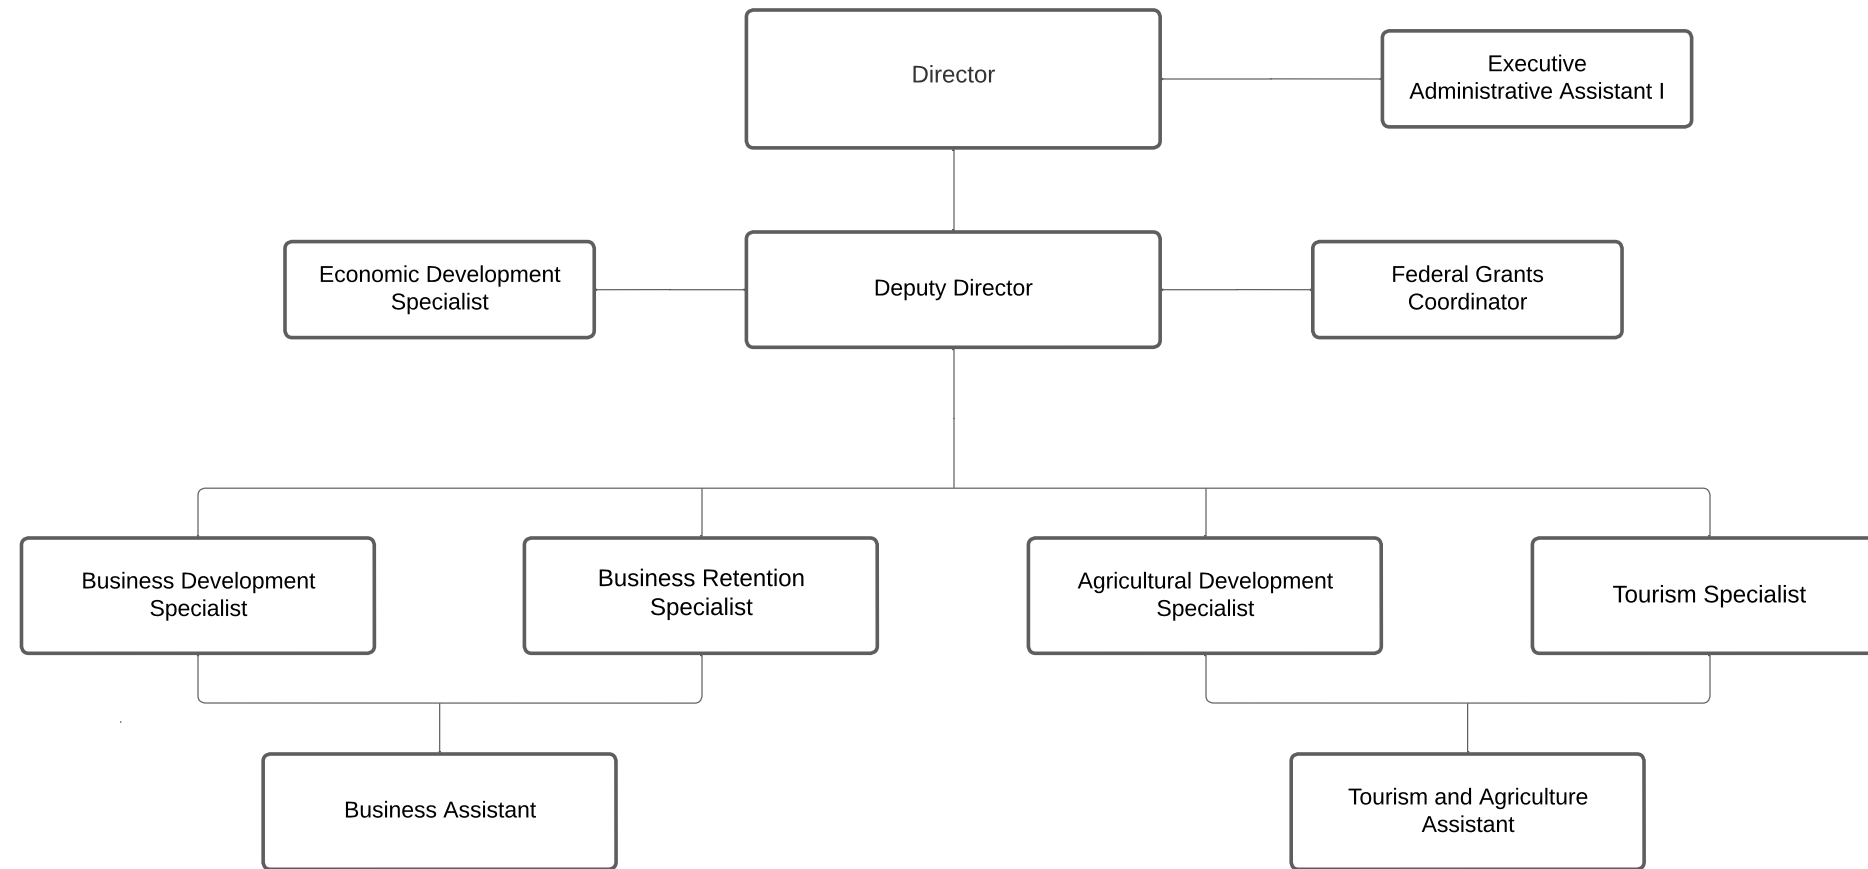 Director
Executive
Administrative Assistant I
Economic Development
Specialist
Deputy Director
Federal Grants
Coordinator
Business Development
Specialist
Business Retention
Specialist
Agricultural Development
Specialist
Tourism Specialist
Business Assistant
Tourism and Agriculture
Assistant